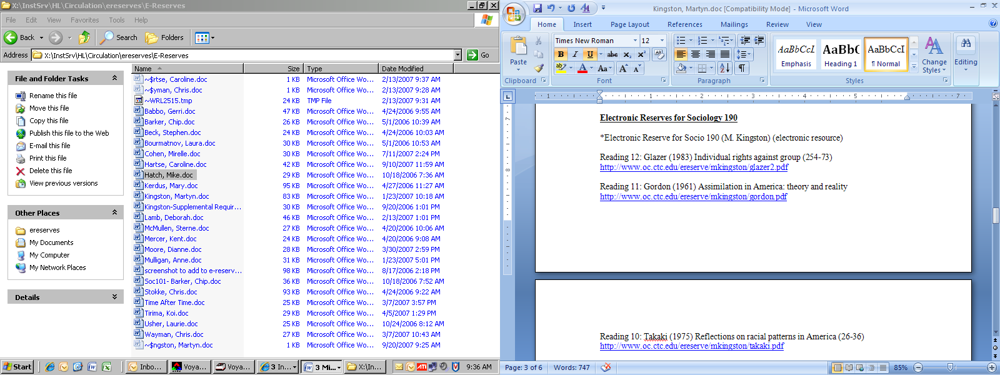 X:\InstSrv\HL\Circulation\ereserves\E-Reserves
File Edit View Favorites Tools Help
Back Search Folders
Address X:\InstSrv\HL\Circulation\ereserves\E-Reserves Go
File and Folder Tasks
Rename this file
Move this file
Copy this file
Publish this file to the Web
E-mail this file
Print this file
Delete this file
View previous versions
Other Places
ereserves
My Documents
My Computer
My Network Places
Details
Name Size Type Date Modified
~$rtse, Caroline.doc 1 KB Microsoft Office Wo... 2/13/2007 9:37 AM
~$yman, Chris.doc 1 KB Microsoft Office Wo... 2/13/2007 9:28 AM
~WRL2515.tmp 24 KB TMP File 2/13/2007 9:31 AM
Babbo, Gerri.doc 47 KB Microsoft Office Wo... 4/24/2006 9:55 AM
Barker, Chip.doc 26 KB Microsoft Office Wo... 5/1/2006 10:39 AM
Beck, Stephen.doc 24 KB Microsoft Office Wo... 4/24/2006 10:03 AM
Bourmatnov, Laura.doc 30 KB Microsoft Office Wo... 5/1/2006 10:53 AM
Cohen, Mirelle.doc 30 KB Microsoft Office Wo... 7/11/2007 2:24 PM
Hartse, Caroline.doc 42 KB Microsoft Office Wo... 9/10/2007 11:59 AM
Hatch, Mike.doc 29 KB Microsoft Office Wo... 10/18/2006 7:36 AM
Kerdus, Mary.doc 95 KB Microsoft Office Wo... 4/27/2006 11:27 AM
Kingston, Martyn.doc 83 KB Microsoft Office Wo... 1/23/2007 10:18 AM
Kingston-Supplemental Requir... 30 KB Microsoft Office Wo... 9/20/2006 1:01 PM
Lamb, Deborah.doc 46 KB Microsoft Office Wo... 2/13/2007 1:01 PM
McMullen, Sterne.doc 27 KB Microsoft Office Wo... 4/20/2006 10:06 AM
Mercer, Kent.doc 24 KB Microsoft Office Wo... 4/20/2006 9:08 AM
Moore, Dianne.doc 28 KB Microsoft Office Wo... 3/30/2007 2:59 PM
Mulligan, Anne.doc 31 KB Microsoft Office Wo... 1/23/2007 5:01 PM
screenshot to add to e-reserv... 98 KB Microsoft Office Wo... 8/17/2006 2:18 PM
Soc101- Barker, Chip.doc 36 KB Microsoft Office Wo... 10/18/2006 7:52 AM
Stokke, Chris.doc 93 KB Microsoft Office Wo... 4/24/2006 9:22 AM
Time After Time.doc 25 KB Microsoft Office Wo... 3/7/2007 3:57 PM
Tirima, Koi.doc 29 KB Microsoft Office Wo... 4/5/2007 1:29 PM
Usher, Laurie.doc 25 KB Microsoft Office Wo... 10/24/2006 8:12 AM
Wayman, Chris.doc 27 KB Microsoft Office Wo... 3/7/2007 10:43 AM
~$ngston, Martyn.doc 1 KB Microsoft Office Wo... 9/20/2007 9:25 AM
Start Inbo... Voya... Voya... 3 In... 3 Mi... X:\In... ATI 9:36 AM
Kingston, Martyn.doc [Compatibility Mode] - Microsoft Word
Home Insert Page Layout References Mailings Review View
Times New Roman 12
Paste
B I U abc x₂ x²
ab A Aa A A
AaBbCcI AaBbC AaBbCcI
Emphasis Heading 1 ¶ Normal
Change Styles
Editing
Clipboard Font Paragraph Styles
1 1 2 3 4 5 7
Electronic Reserves for Sociology 190
*Electronic Reserve for Socio 190 (M. Kingston) (electronic resource)
Reading 12: Glazer (1983) Individual rights against group (254-73)
http://www.oc.ctc.edu/ereserve/mkingston/glazer2.pdf
Reading 11: Gordon (1961) Assimilation in America: theory and reality
http://www.oc.ctc.edu/ereserve/mkingston/gordon.pdf
Reading 10: Takaki (1975) Reflections on racial patterns in America (26-36)
http://www.oc.ctc.edu/ereserve/mkingston/takaki.pdf
Page: 3 of 6 Words: 747 85%